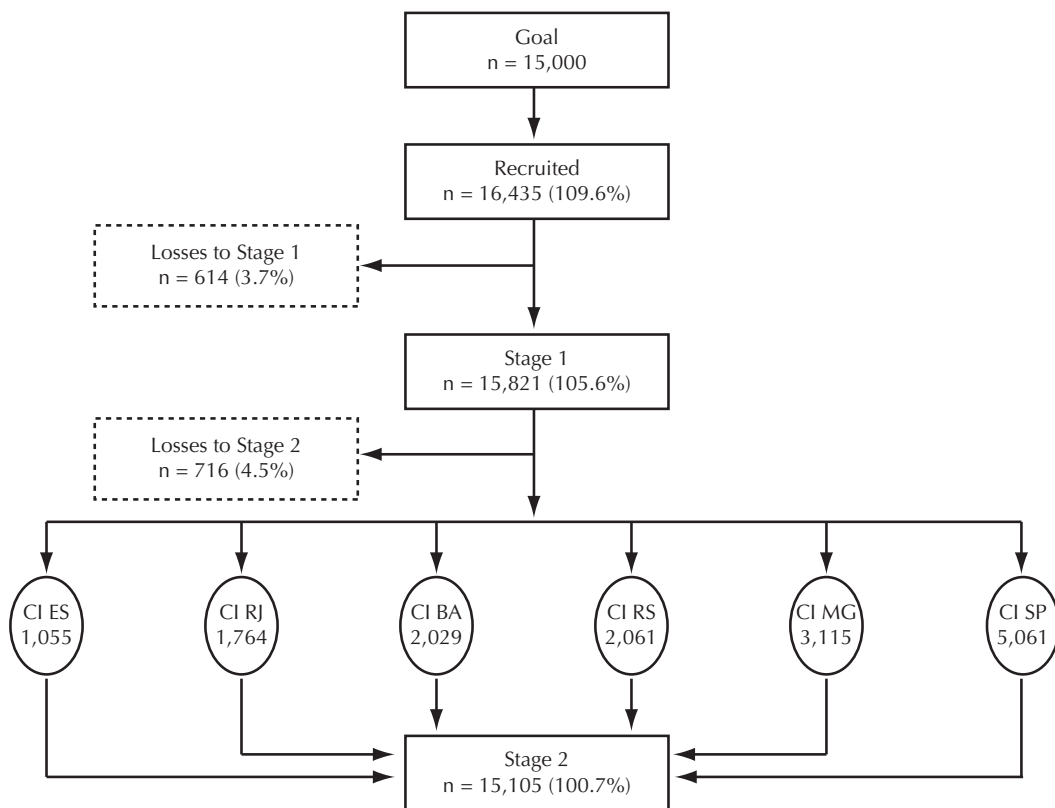 Goal
n = 15,000
Recruited
n = 16,435 (109.6%)
Losses to Stage 1
n = 614 (3.7%)
Stage 1
n = 15,821 (105.6%)
Losses to Stage 2
n = 716 (4.5%)
CI ES
1,055
CI RJ
1,764
CI BA
2,029
CI RS
2,061
CI MG
3,115
CI SP
5,061
Stage 2
n = 15,105 (100.7%)